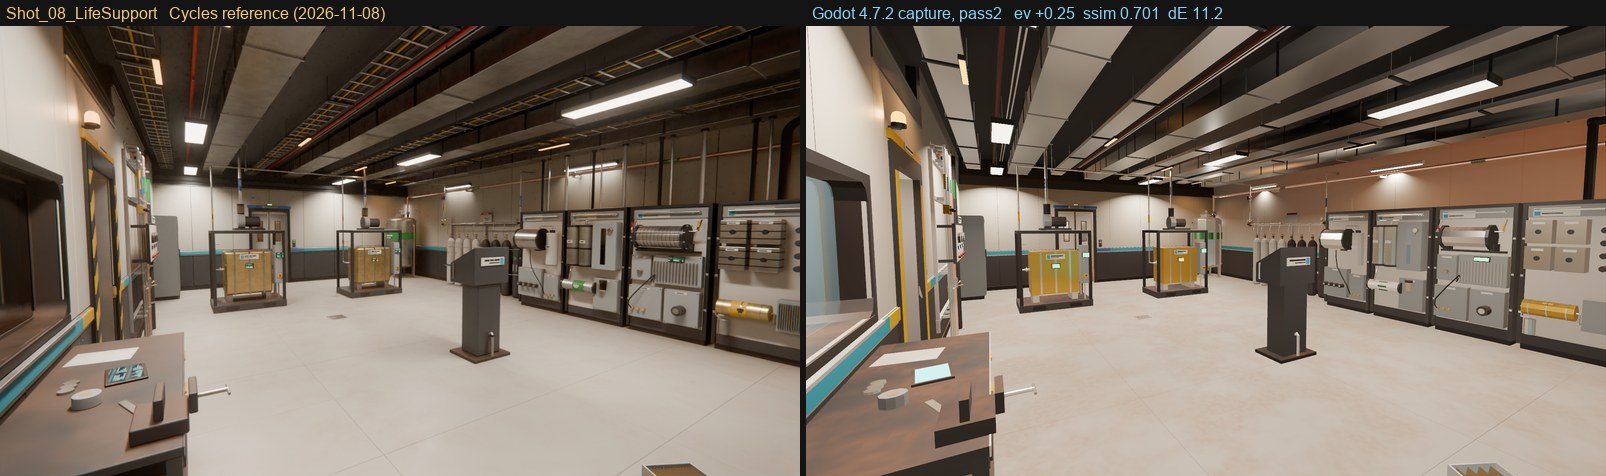 Shot_08_LifeSupport Cycles reference (2026-11-08)
Godot 4.7.2 capture, pass2 ev +0.25 ssim 0.701 dE 11.2